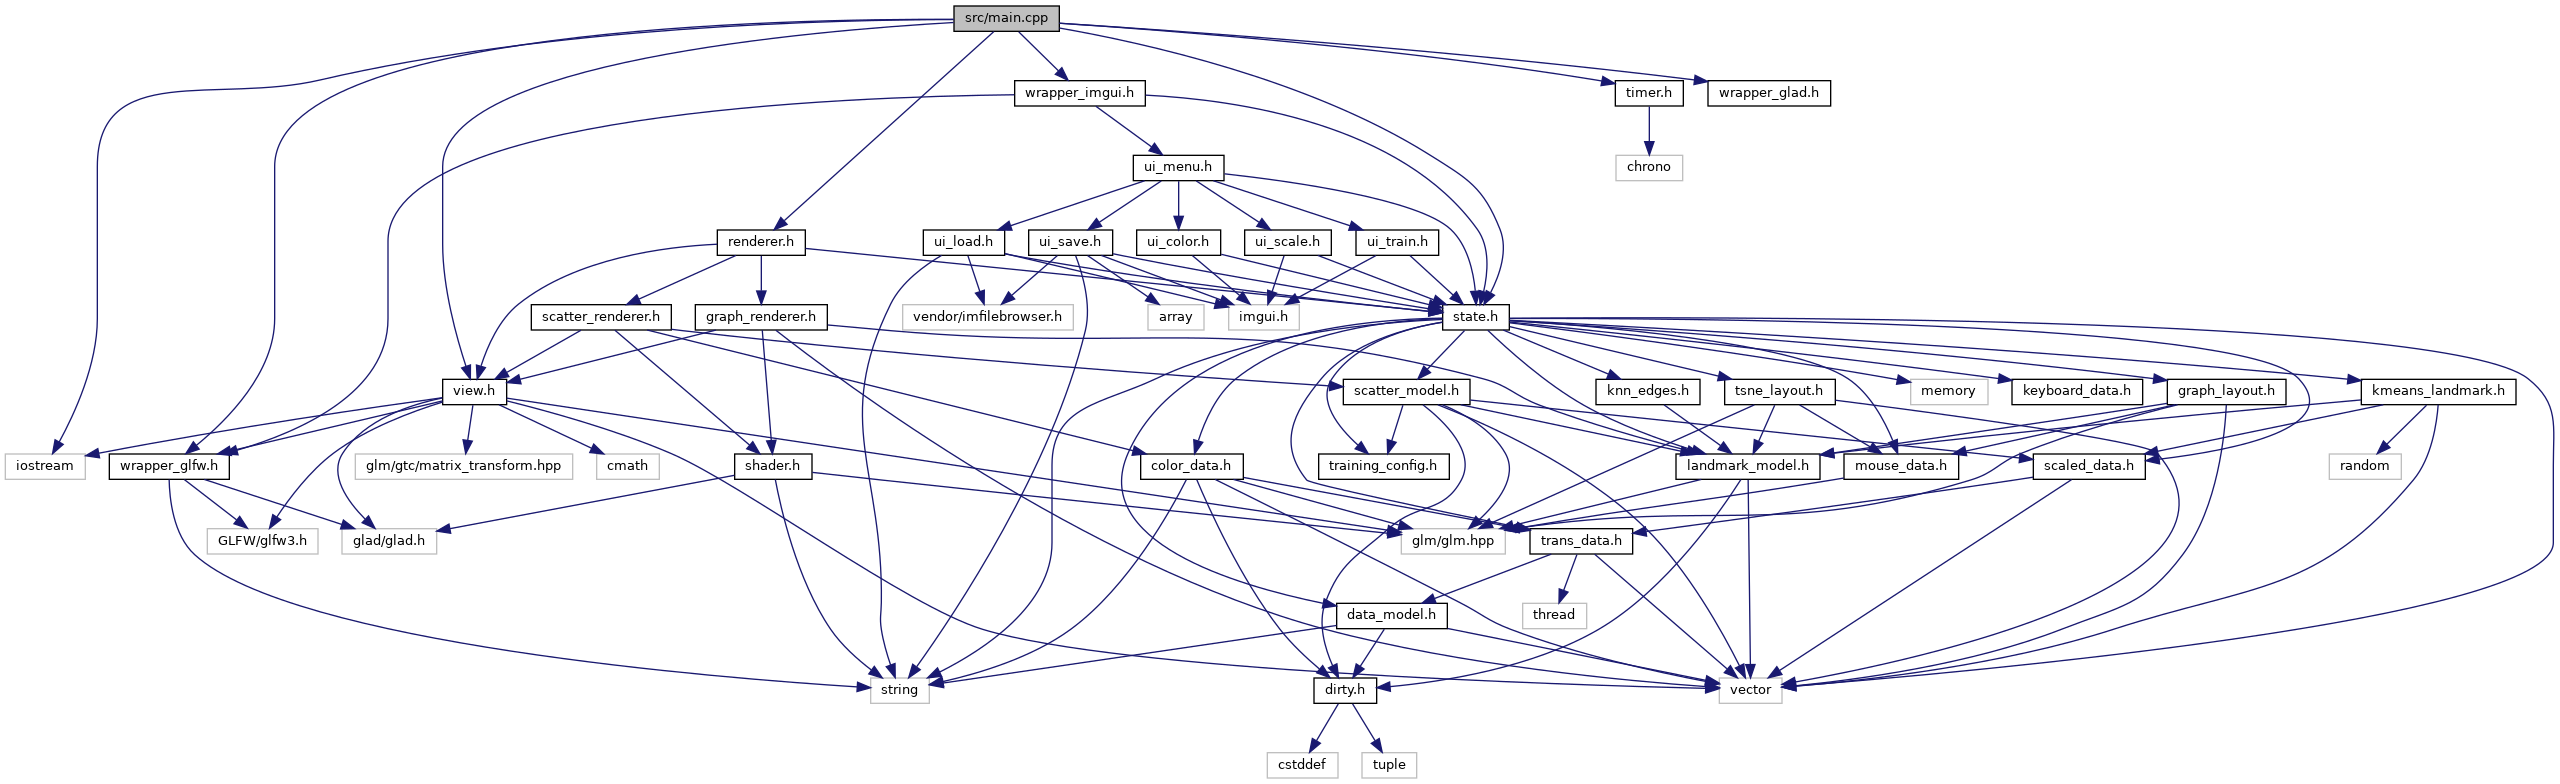 src/main.cpp
wrapper_imgui.h
timer.h
wrapper_glad.h
ui_menu.h
chrono
renderer.h
ui_load.h
ui_save.h
ui_color.h
ui_scale.h
ui_train.h
scatter_renderer.h
graph_renderer.h
vendor/imfilebrowser.h
array
imgui.h
state.h
view.h
scatter_model.h
knn_edges.h
tsne_layout.h
memory
keyboard_data.h
graph_layout.h
kmeans_landmark.h
iostream
wrapper_glfw.h
glm/gtc/matrix_transform.hpp
cmath
shader.h
color_data.h
training_config.h
landmark_model.h
mouse_data.h
scaled_data.h
random
GLFW/glfw3.h
glad/glad.h
glm/glm.hpp
trans_data.h
data_model.h
thread
string
dirty.h
vector
cstddef
tuple